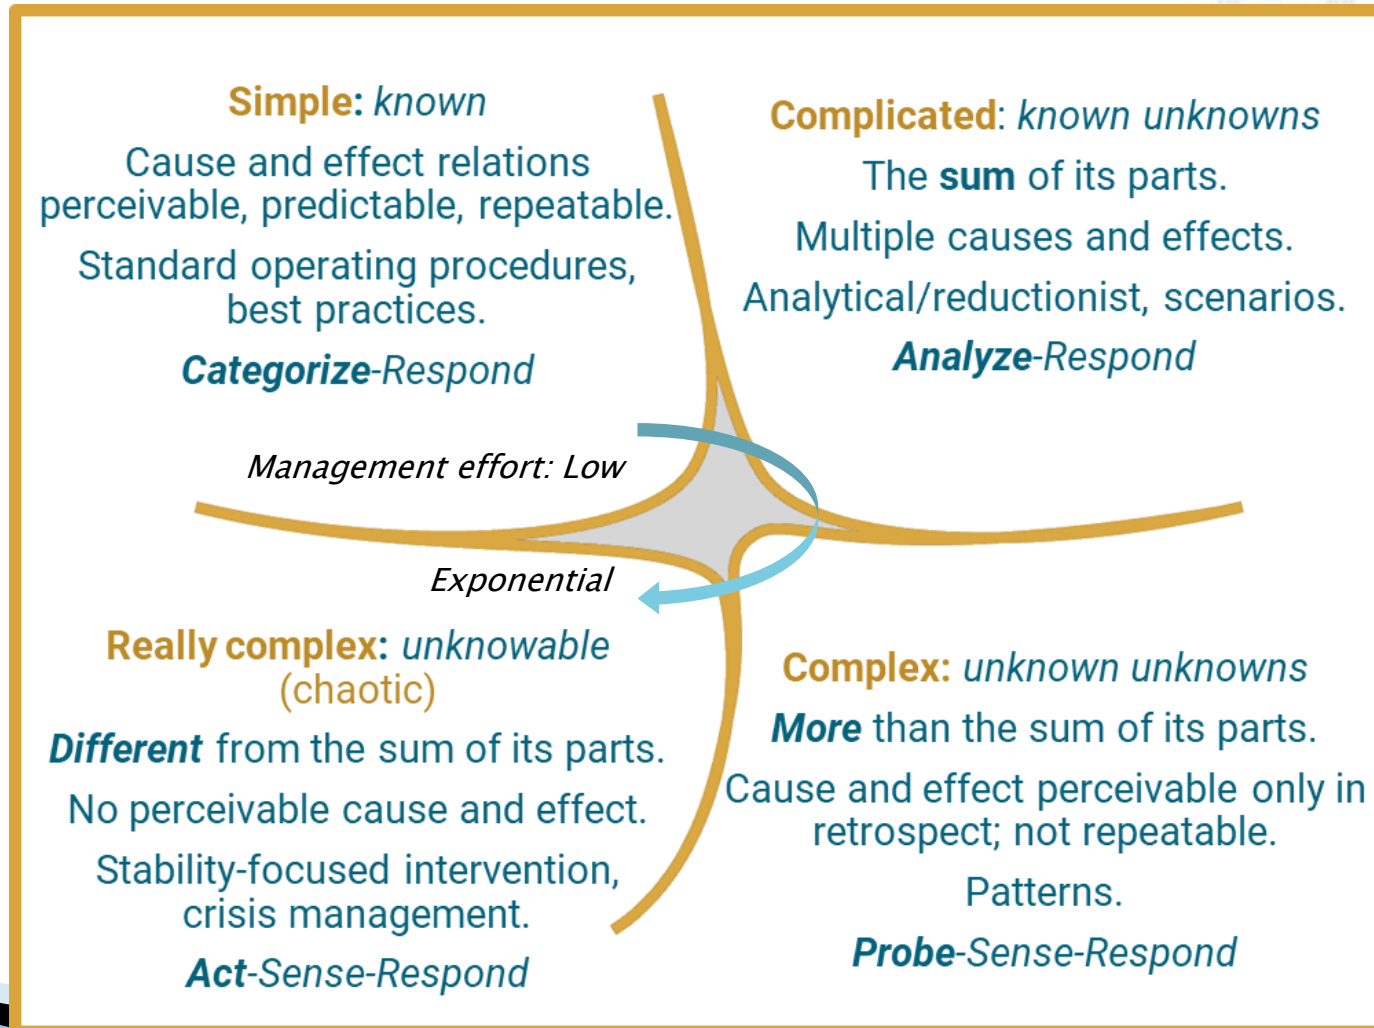 Simple: known
Cause and effect relations
perceivable, predictable, repeatable.
Standard operating procedures,
best practices.
Categorize-Respond
Complicated: known unknowns
The sum of its parts.
Multiple causes and effects.
Analytical/reductionist, scenarios.
Analyze-Respond
Management effort: Low
Exponential
Really complex: unknowable
(chaotic)
Different from the sum of its parts.
No perceivable cause and effect.
Stability-focused intervention,
crisis management.
Act-Sense-Respond
Complex: unknown unknowns
More than the sum of its parts.
Cause and effect perceivable only in
retrospect; not repeatable.
Patterns.
Probe-Sense-Respond